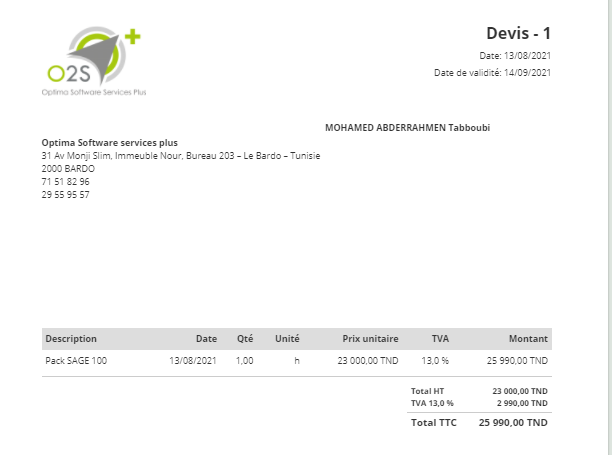 Devis - 1
Date: 13/08/2021
Date de validité: 14/09/2021
O2S
Optima Software Services Plus
MOHAMED ABDERRAHMEN Tabboubi
Optima Software services plus
31 Av Monji Slim, Immeuble Nour, Bureau 203 – Le Bardo – Tunisie
2000 BARDO
71 51 82 96
29 55 95 57
Description Date Qté Unité Prix unitaire TVA Montant
Pack SAGE 100 13/08/2021 1,00 h 23 000,00 TND 13,0 % 25 990,00 TND
Total HT 23 000,00 TND
TVA 13,0 % 2 990,00 TND
Total TTC 25 990,00 TND